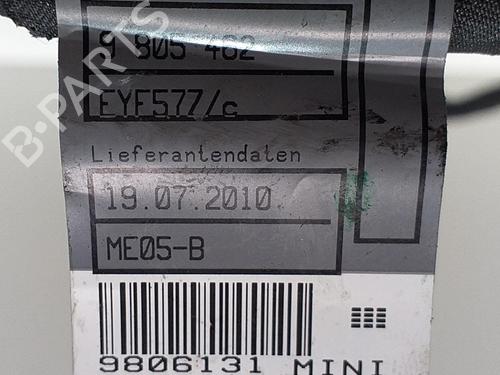 9 805 462
EYF577/c
Lieferantendaten
19.07.2010
ME05-B
9806131 MINI
B-PARTS